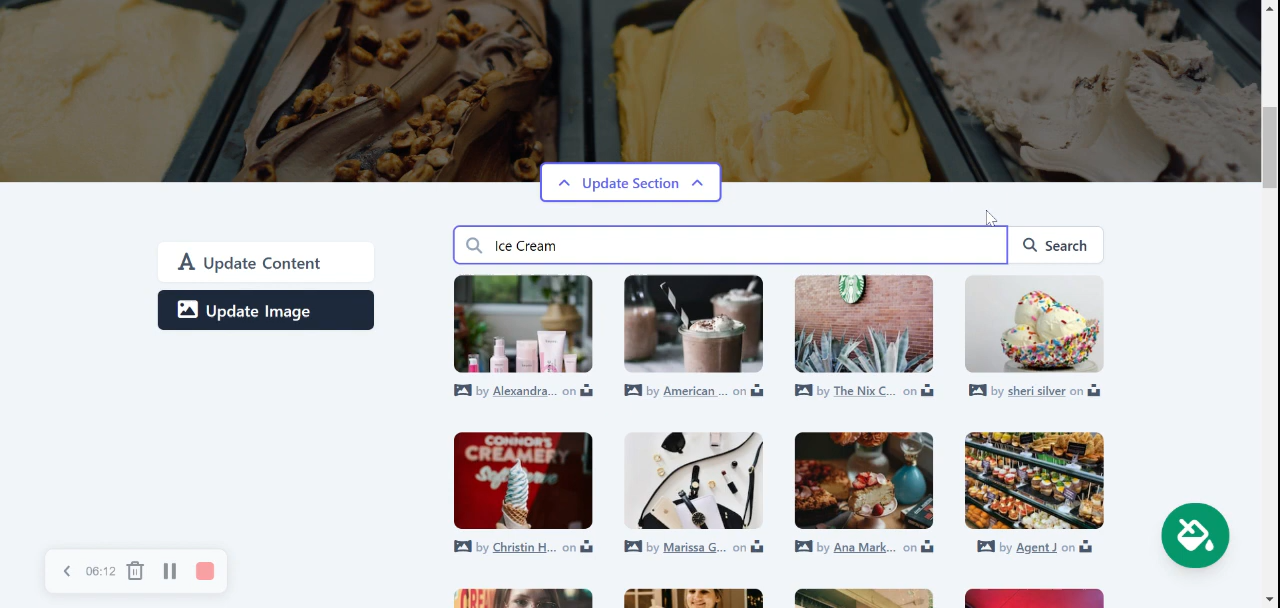 Update Section
Ice Cream
Search
Update Content
Update Image
by Alexandra... on
by American ... on
by The Nix C... on
by sheri silver on
CONNOR'S
CREAMERY
Softserve
by Christin H... on
by Marissa G... on
by Ana Mark... on
by Agent J on
06:12